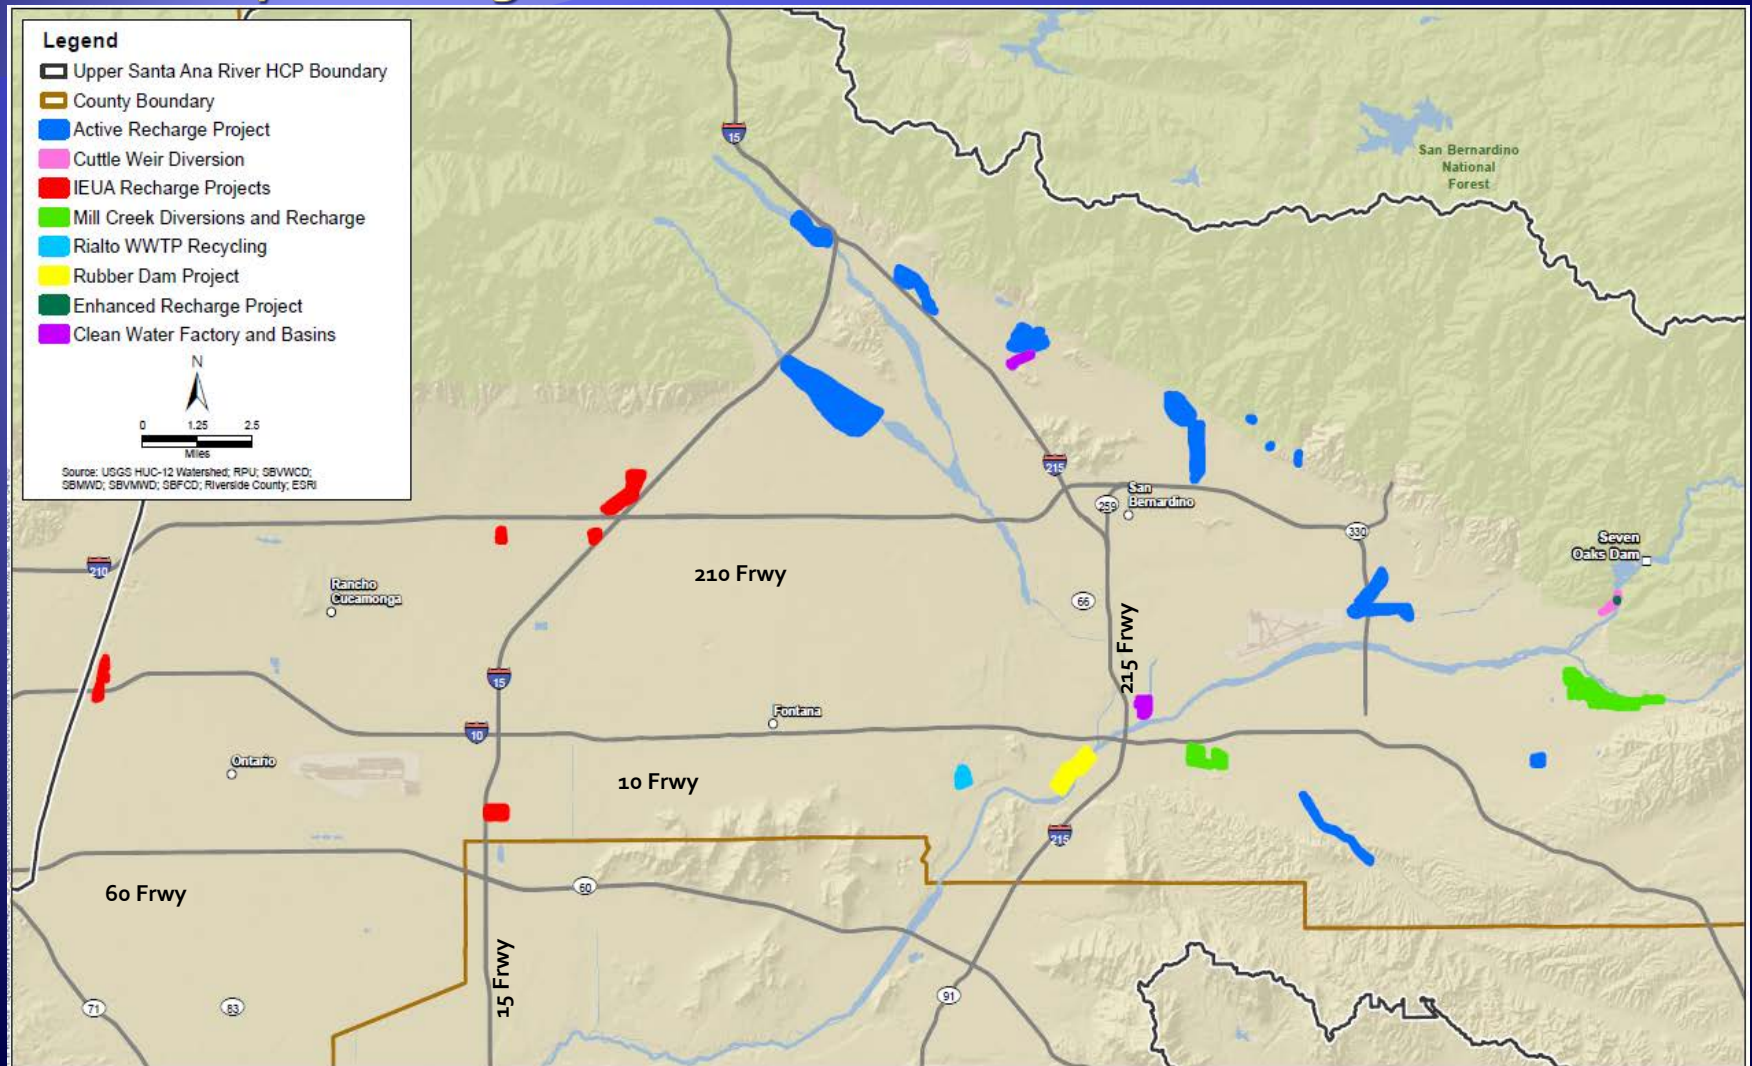 Legend
Upper Santa Ana River HCP Boundary
County Boundary
Active Recharge Project
Cuttle Weir Diversion
IEUA Recharge Projects
Mill Creek Diversions and Recharge
Rialto WWTP Recycling
Rubber Dam Project
Enhanced Recharge Project
Clean Water Factory and Basins
N
0 1.25 2.5
Miles
Source: USGS HUC-12 Watershed; RPU; SBVWCD;
SBMWD; SBVMWD; SBFCD; Riverside County; ESRI
15
San Bernardino
National
Forest
215
San
Bernardino
259
330
Seven
Oaks Dam
210
210 Frwy
Rancho
Cucamonga
66
215 Frwy
15
Fontana
10
Ontario
10 Frwy
215
60 Frwy
60
15 Frwy
71
83
91